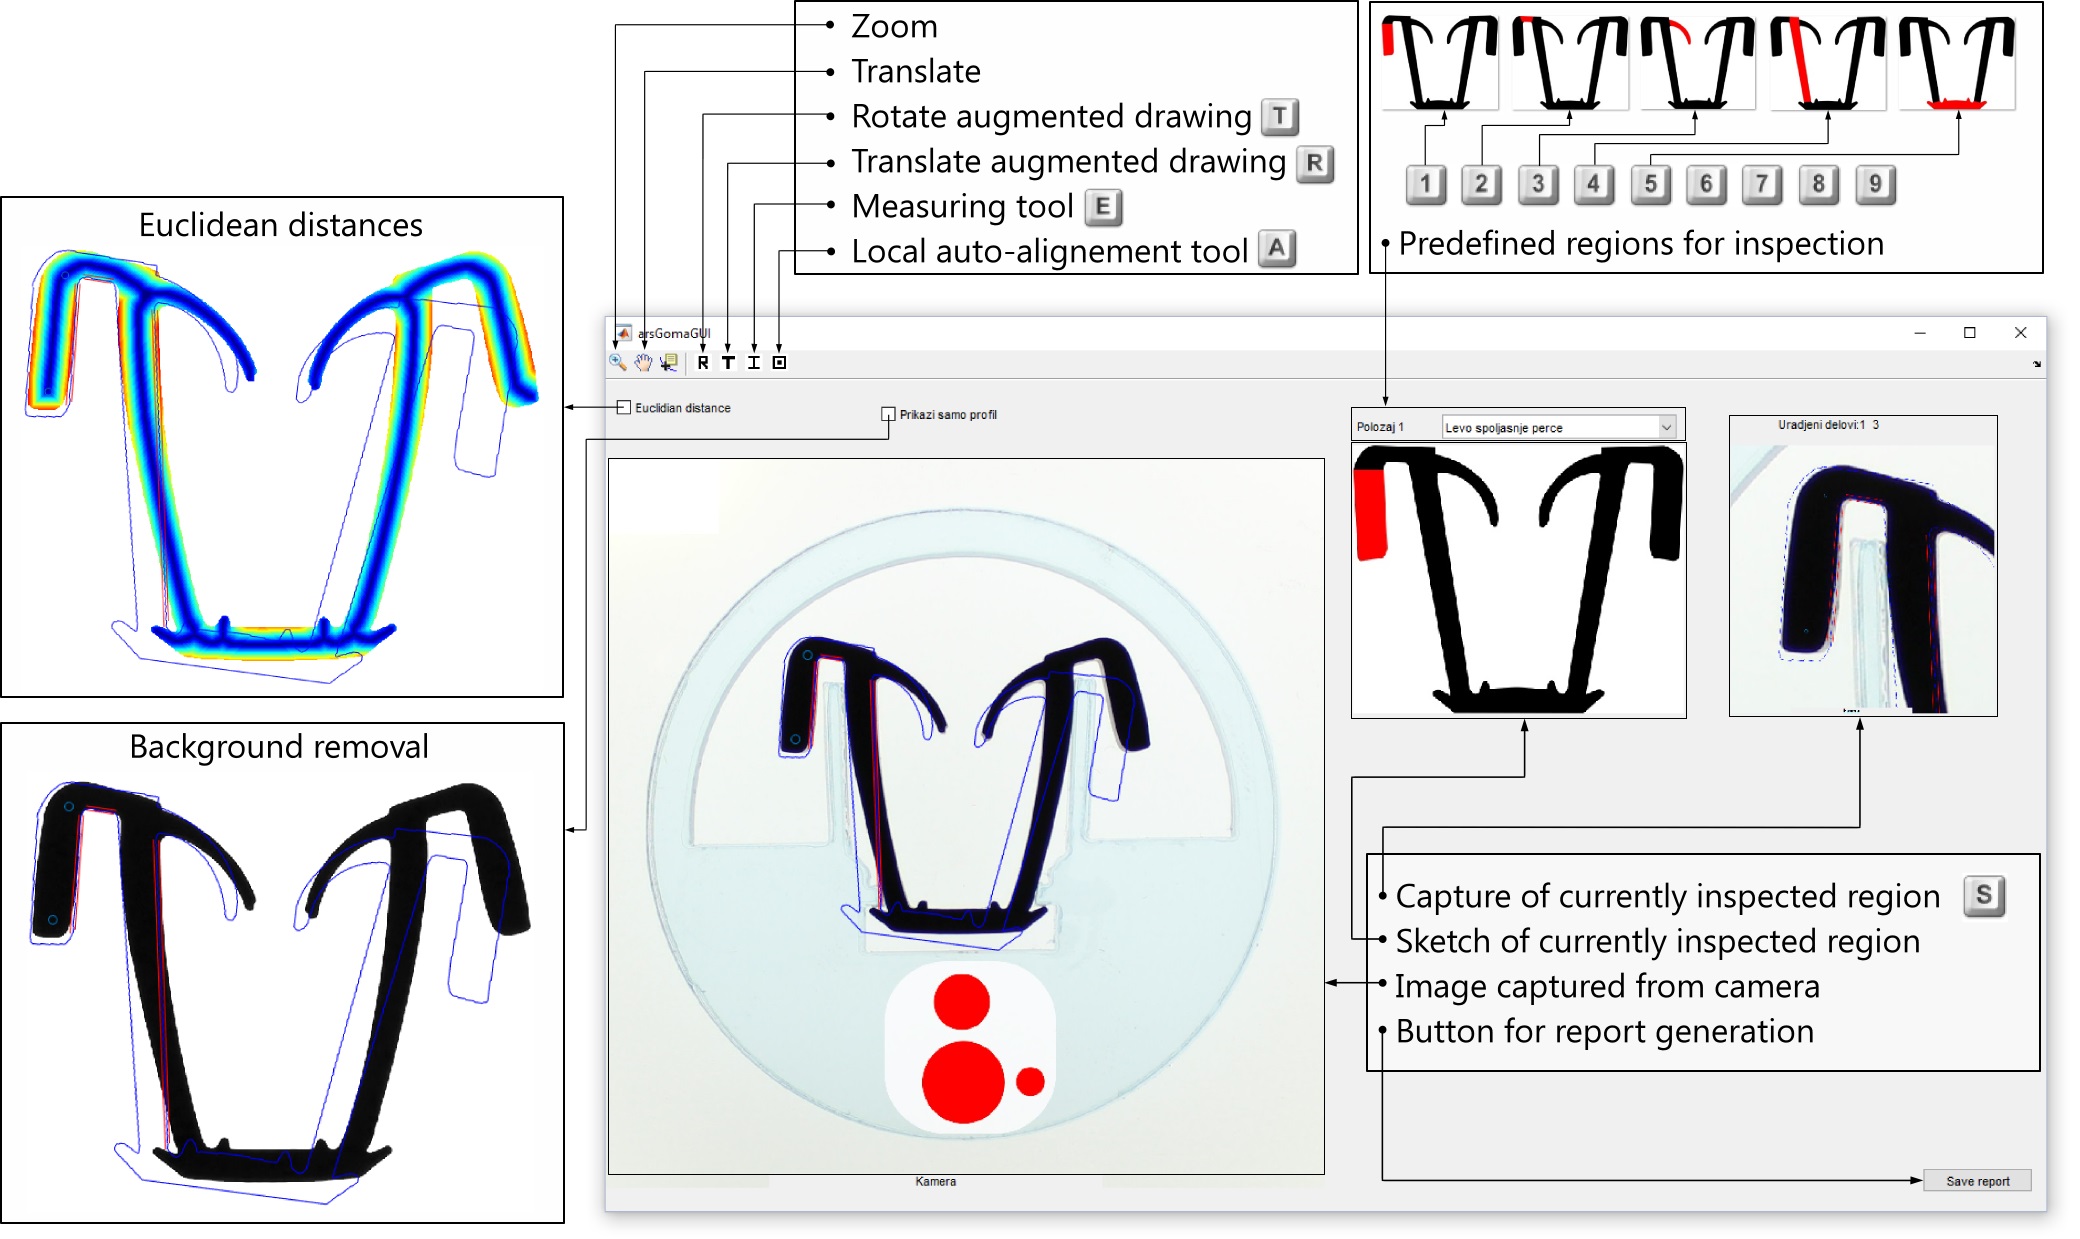 Zoom
Translate
Rotate augmented drawing T
Translate augmented drawing R
Measuring tool E
Local auto-alignement tool A
1 2 3 4 5 6 7 8 9
Predefined regions for inspection
Euclidean distances
Background removal
arsGomaGUI
R T I
Euclidian distance
Prikazi samo profil
Polozaj 1
Levo spoljasnje perce
Uradjeni delovi:1 3
Capture of currently inspected region S
Sketch of currently inspected region
Image captured from camera
Button for report generation
Kamera
Save report